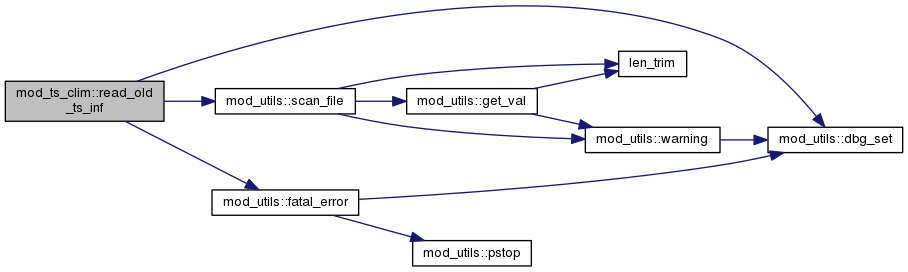 mod_ts_clim::read_old
_ts_inf
mod_utils::scan_file
mod_utils::get_val
len_trim
mod_utils::warning
mod_utils::dbg_set
mod_utils::fatal_error
mod_utils::pstop